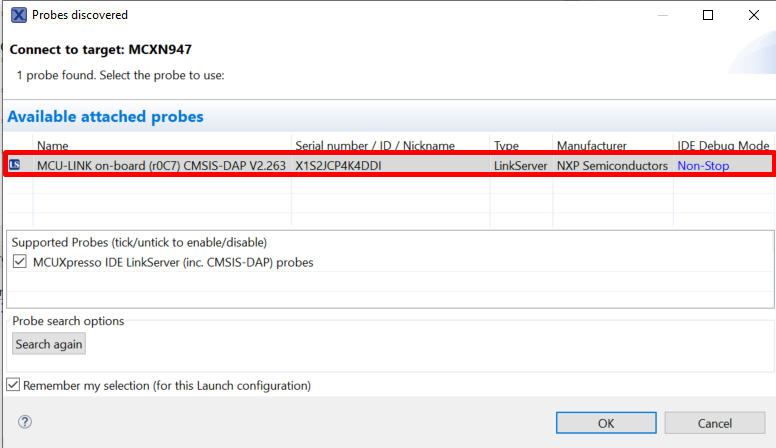 Probes discovered
Connect to target: MCXN947
1 probe found. Select the probe to use:
Available attached probes
Name Serial number / ID / Nickname Type Manufacturer IDE Debug Mode
LS MCU-LINK on-board (r0C7) CMSIS-DAP V2.263 X1S2JCP4K4DDI LinkServer NXP Semiconductors Non-Stop
Supported Probes (tick/untick to enable/disable)
MCUXpresso IDE LinkServer (inc. CMSIS-DAP) probes
Probe search options
Search again
Remember my selection (for this Launch configuration)
? OK Cancel